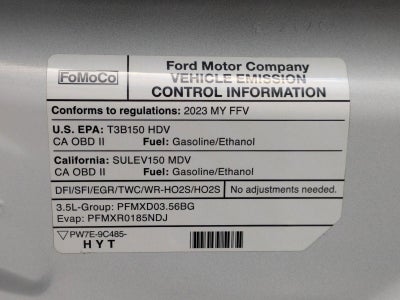 FoMoCo
Ford Motor Company
VEHICLE EMISSION
CONTROL INFORMATION
Conforms to regulations: 2023 MY FFV
U.S. EPA: T3B150 HDV
CA OBD II Fuel: Gasoline/Ethanol
California: SULEV150 MDV
CA OBD II Fuel: Gasoline/Ethanol
DFI/SFI/EGR/TWC/WR-HO2S/HO2S No adjustments needed.
3.5L-Group: PFMXD03.56BG
Evap: PFMXR0185NDJ
PW7E-9C485-
HYT